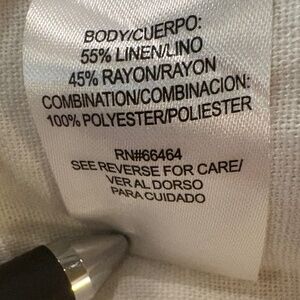 BODY/CUERPO:
55% LINEN/LINO
45% RAYON/RAYON
COMBINATION/COMBINACION:
100% POLYESTER/POLIESTER
RN#66464
SEE REVERSE FOR CARE/
VER AL DORSO
PARA CUIDADO